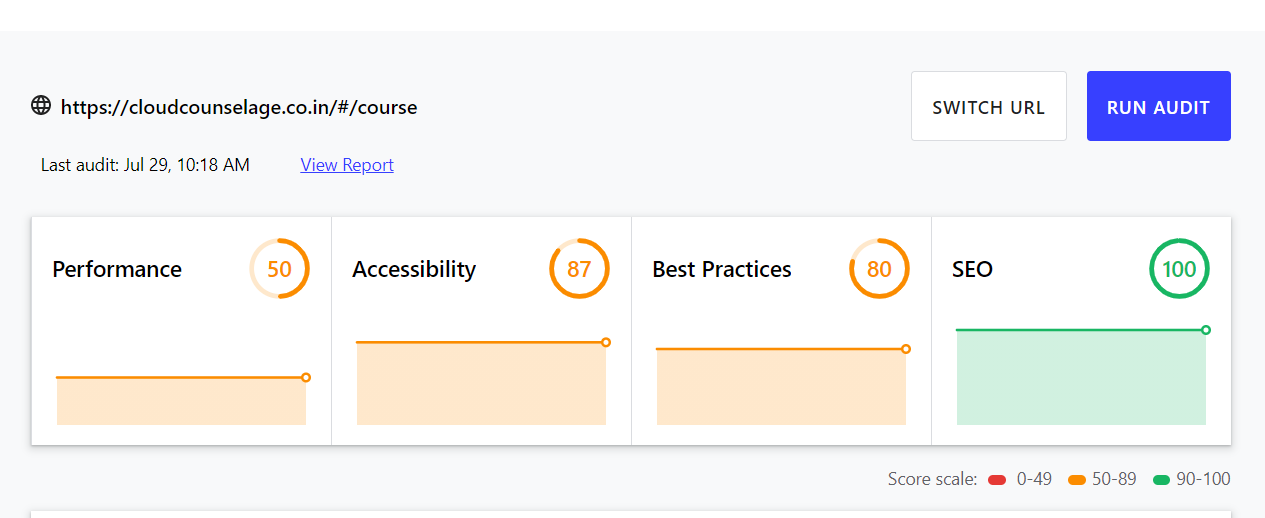 https://cloudcounselage.co.in/#/course
SWITCH URL
RUN AUDIT
Last audit: Jul 29, 10:18 AM
View Report
Performance
50
Accessibility
87
Best Practices
80
SEO
100
Score scale: 0-49 50-89 90-100